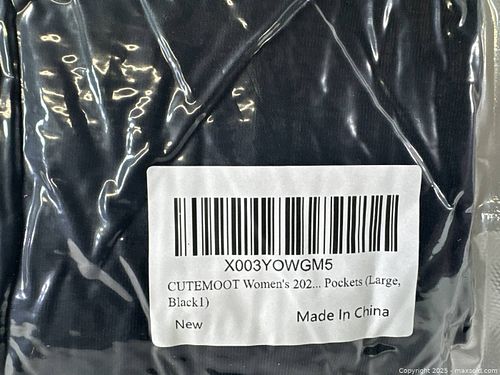 X003YOWGM5
CUTEMOOT Women's 202... Pockets (Large,
Black1)
New
Made In China
Copyright 2025 - maxsold.com